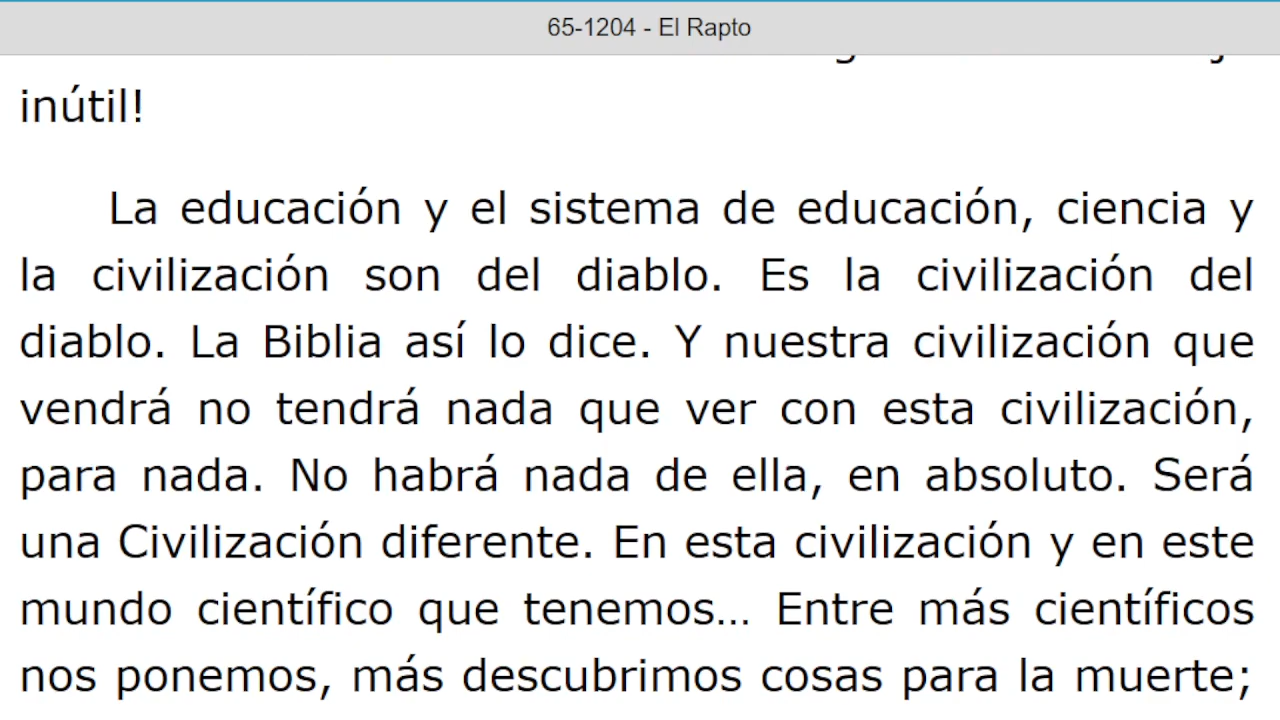 65-1204 - El Rapto
inútil!
La educación y el sistema de educación, ciencia y
la civilización son del diablo. Es la civilización del
diablo. La Biblia así lo dice. Y nuestra civilización que
vendrá no tendrá nada que ver con esta civilización,
para nada. No habrá nada de ella, en absoluto. Será
una Civilización diferente. En esta civilización y en este
mundo científico que tenemos… Entre más científicos
nos ponemos, más descubrimos cosas para la muerte;